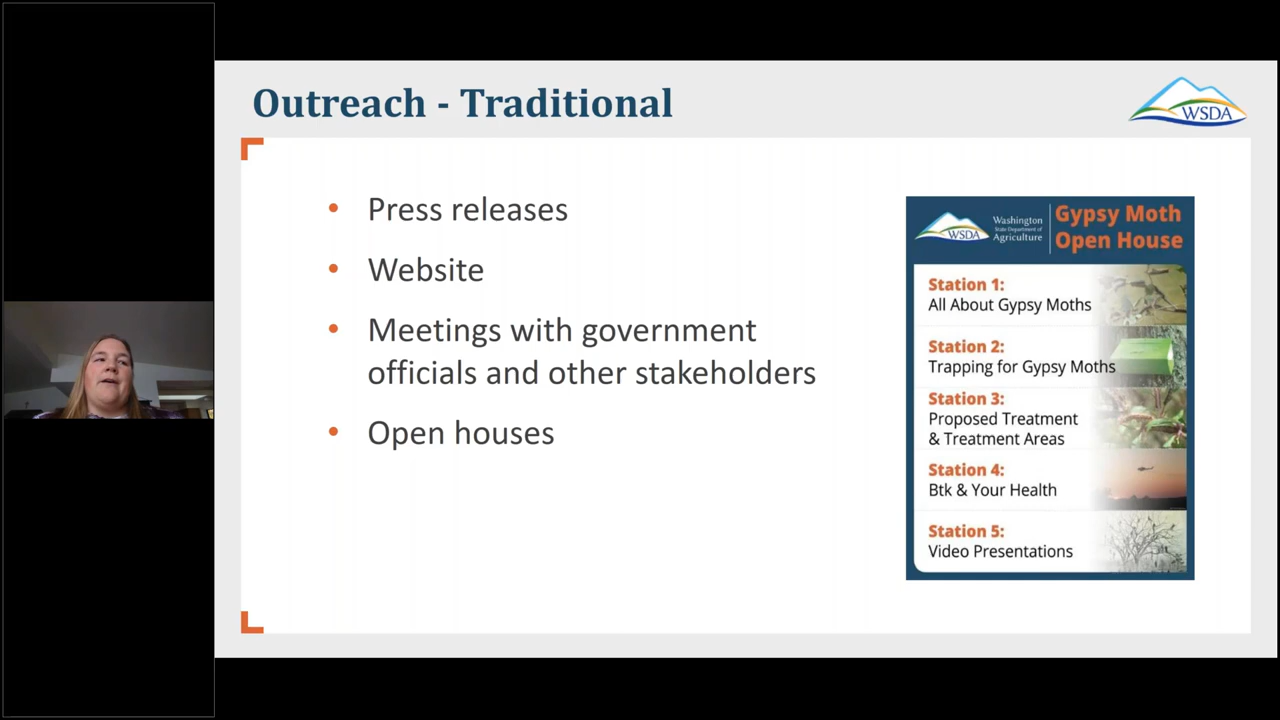 Outreach - Traditional
WSDA
• Press releases
• Website
• Meetings with government
officials and other stakeholders
• Open houses
WSDA
Washington
State Department of
Agriculture
Gypsy Moth
Open House
Station 1:
All About Gypsy Moths
Station 2:
Trapping for Gypsy Moths
Station 3:
Proposed Treatment
& Treatment Areas
Station 4:
Btk & Your Health
Station 5:
Video Presentations